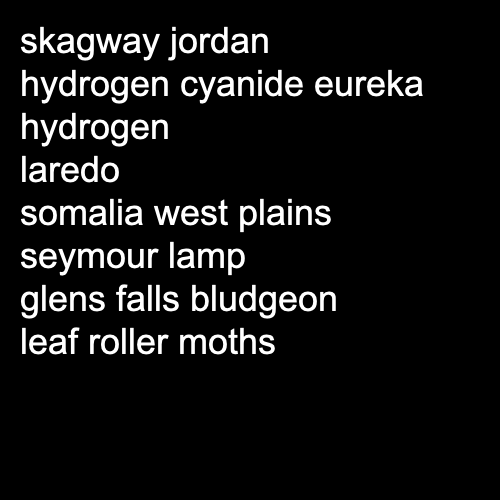 skagway jordan
hydrogen cyanide eureka
hydrogen
laredo
somalia west plains
seymour lamp
glens falls bludgeon
leaf roller moths